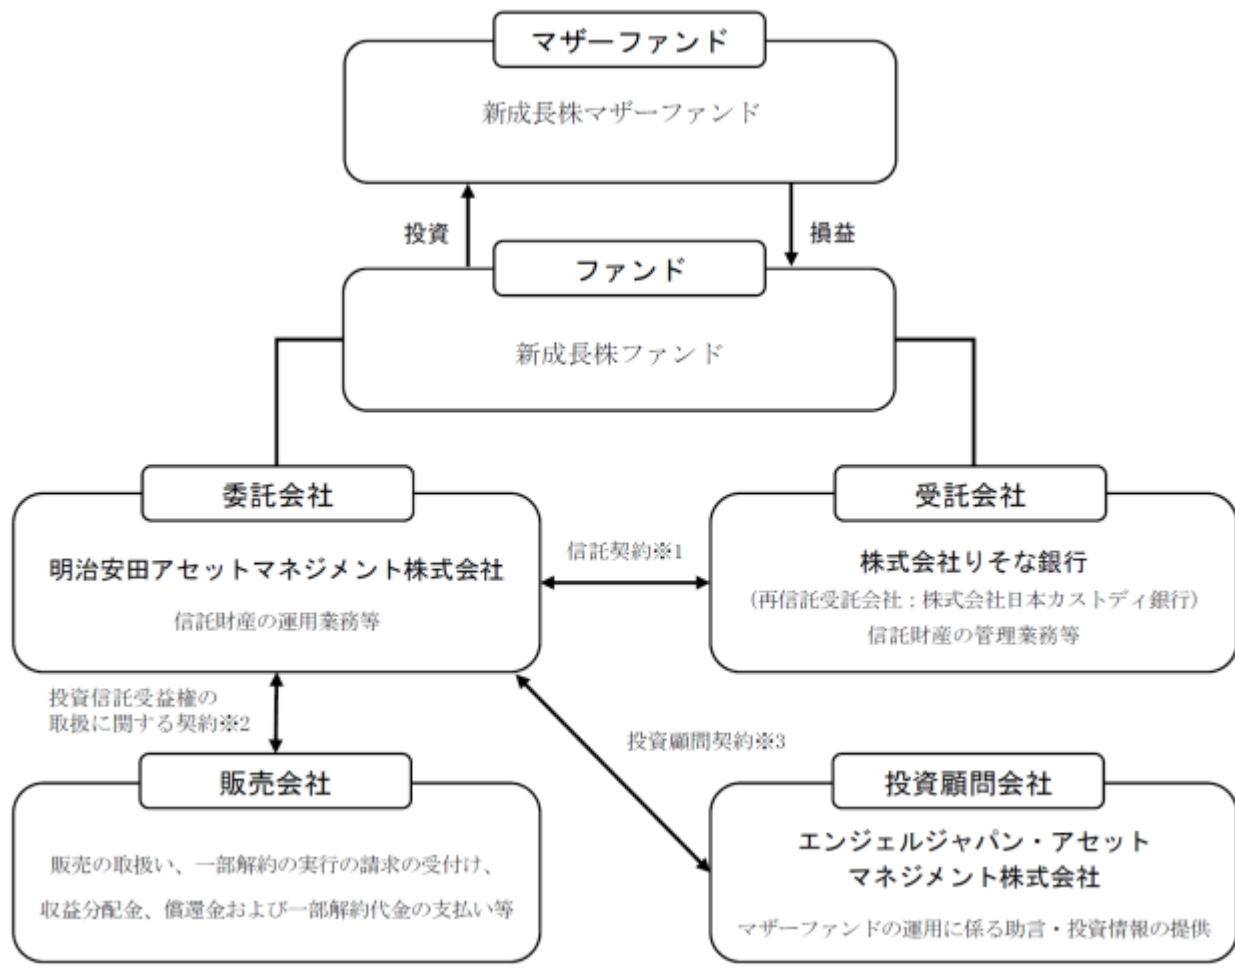 マザーファンド
新成長株マザーファンド
投資
損益
ファンド
新成長株ファンド
委託会社
明治安田アセットマネジメント株式会社
信託財産の運用業務等
信託契約※1
受託会社
株式会社りそな銀行
（再信託受託会社：株式会社日本カストディ銀行）
信託財産の管理業務等
投資信託受益権の
取扱に関する契約※2
投資顧問契約※3
販売会社
販売の取扱い、一部解約の実行の請求の受付け、
収益分配金、償還金および一部解約代金の支払い等
投資顧問会社
エンジェルジャパン・アセット
マネジメント株式会社
マザーファンドの運用に係る助言・投資情報の提供